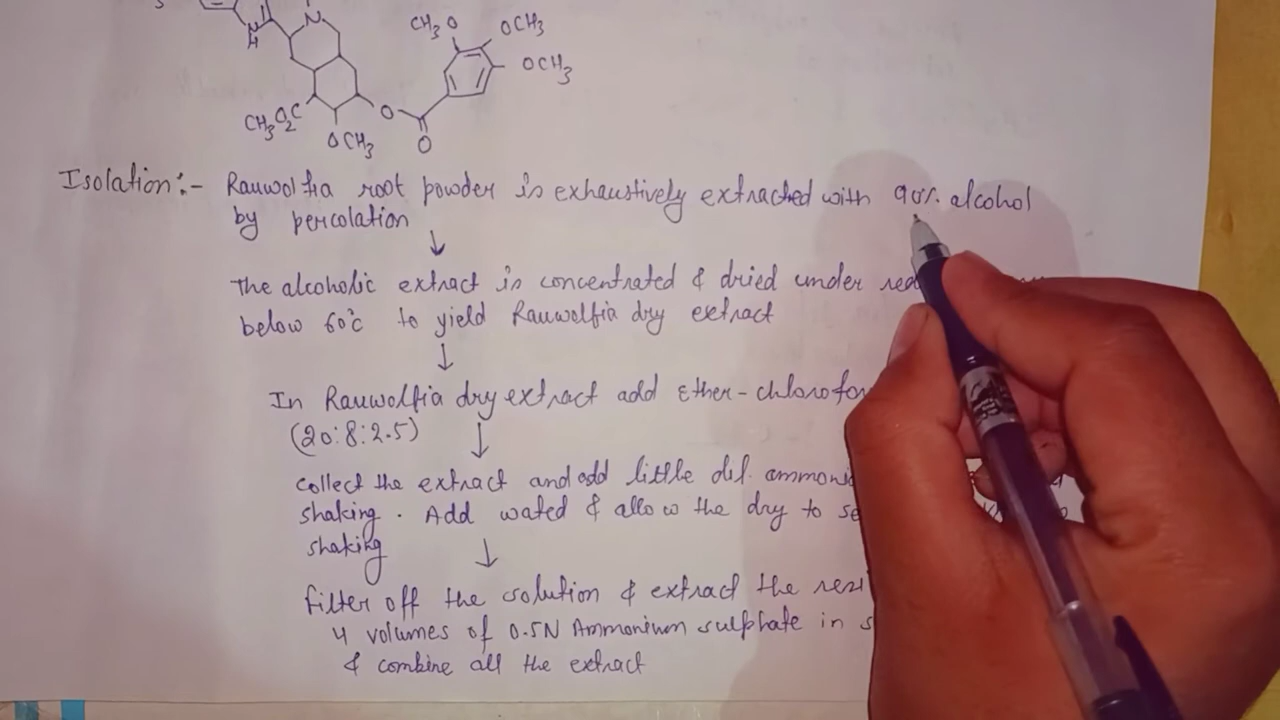 N
N
H
CH3O
OCH3
OCH3
CH3O2C
O
OCH3
O
Isolation:- Rauwolfia root powder is exhaustively extracted with 90% alcohol
by percolation
The alcoholic extract is concentrated & dried under
below 60°c to yield Rauwolfia dry extract
In Rauwolfia dry extract add Ether-chlorofor
(20:8:2.5)
collect the extract and add little dil. ammoni
shaking. Add wated & allow the dry to se
shaking
Filter off the solution & extract the resi
4 volumes of 0.5N Ammonium sulphate in s
& combine all the extract